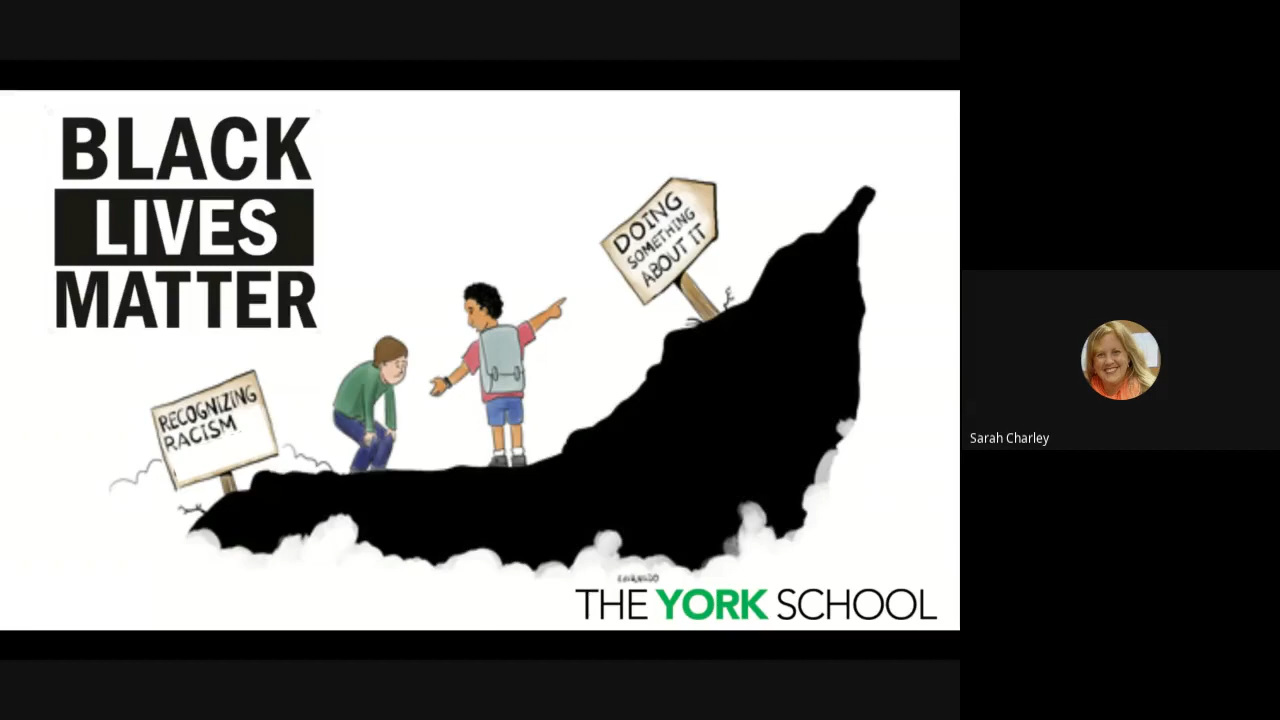 BLACK
LIVES
MATTER
DOING
SOMETHING
ABOUT IT
RECOGNIZING
RACISM
Sarah Charley
THE YORK SCHOOL